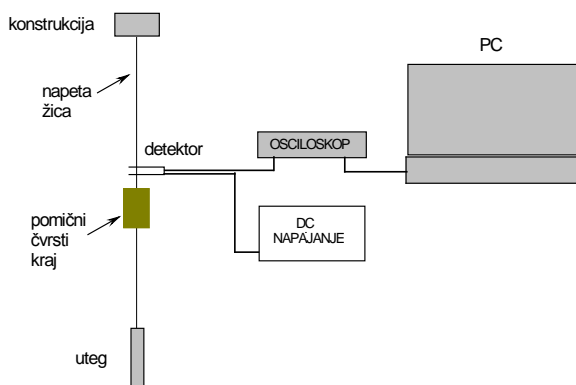 konstrukcija
PC
napeta
žica
OSCILOSKOP
detektor
pomični
čvrsti
kraj
DC
NAPAJANJE
uteg